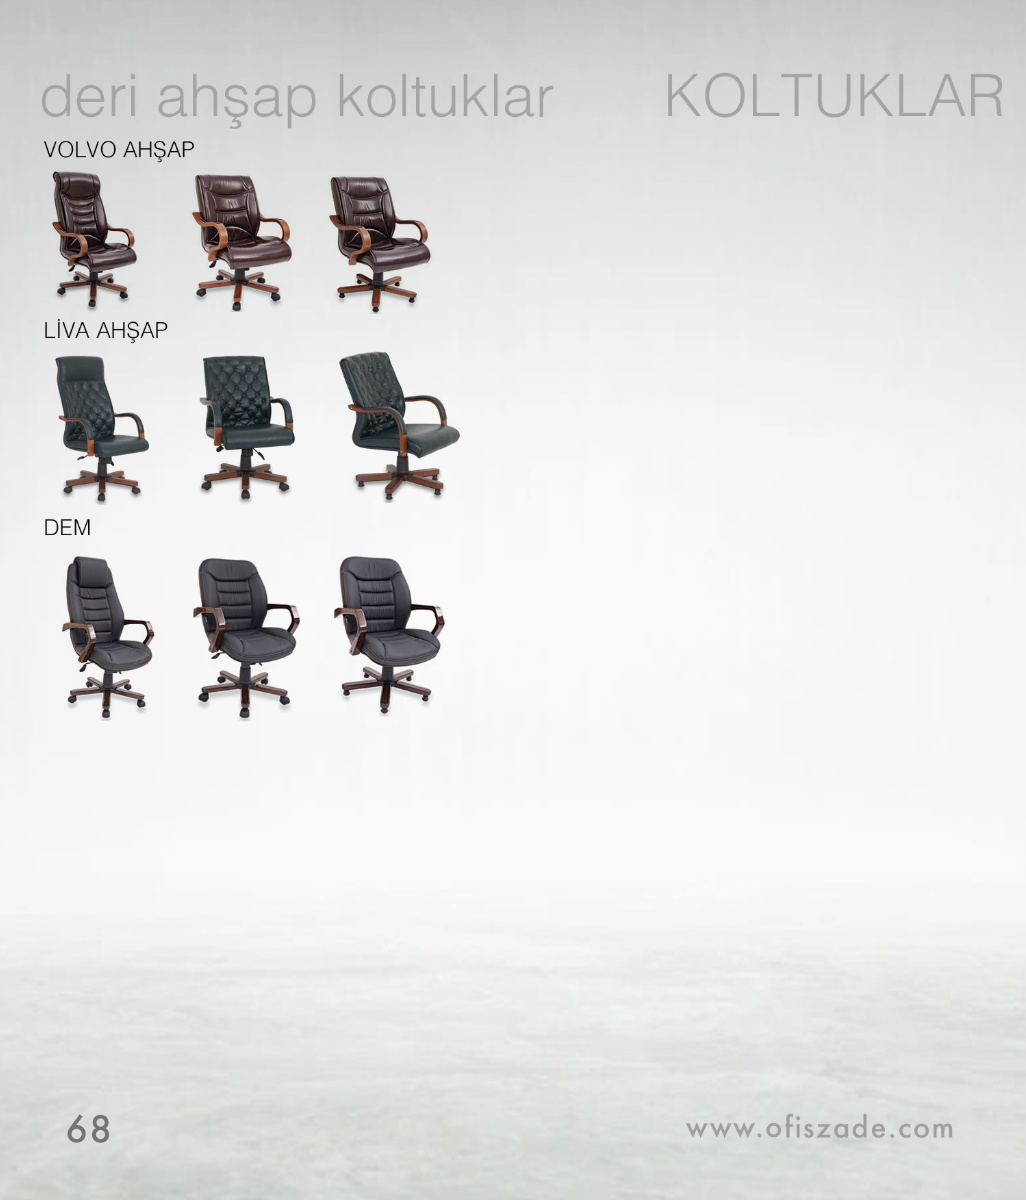 deri ahşap koltuklar KOLTUKLAR
VOLVO AHŞAP
LİVA AHŞAP
DEM
68 www.ofiszade.com